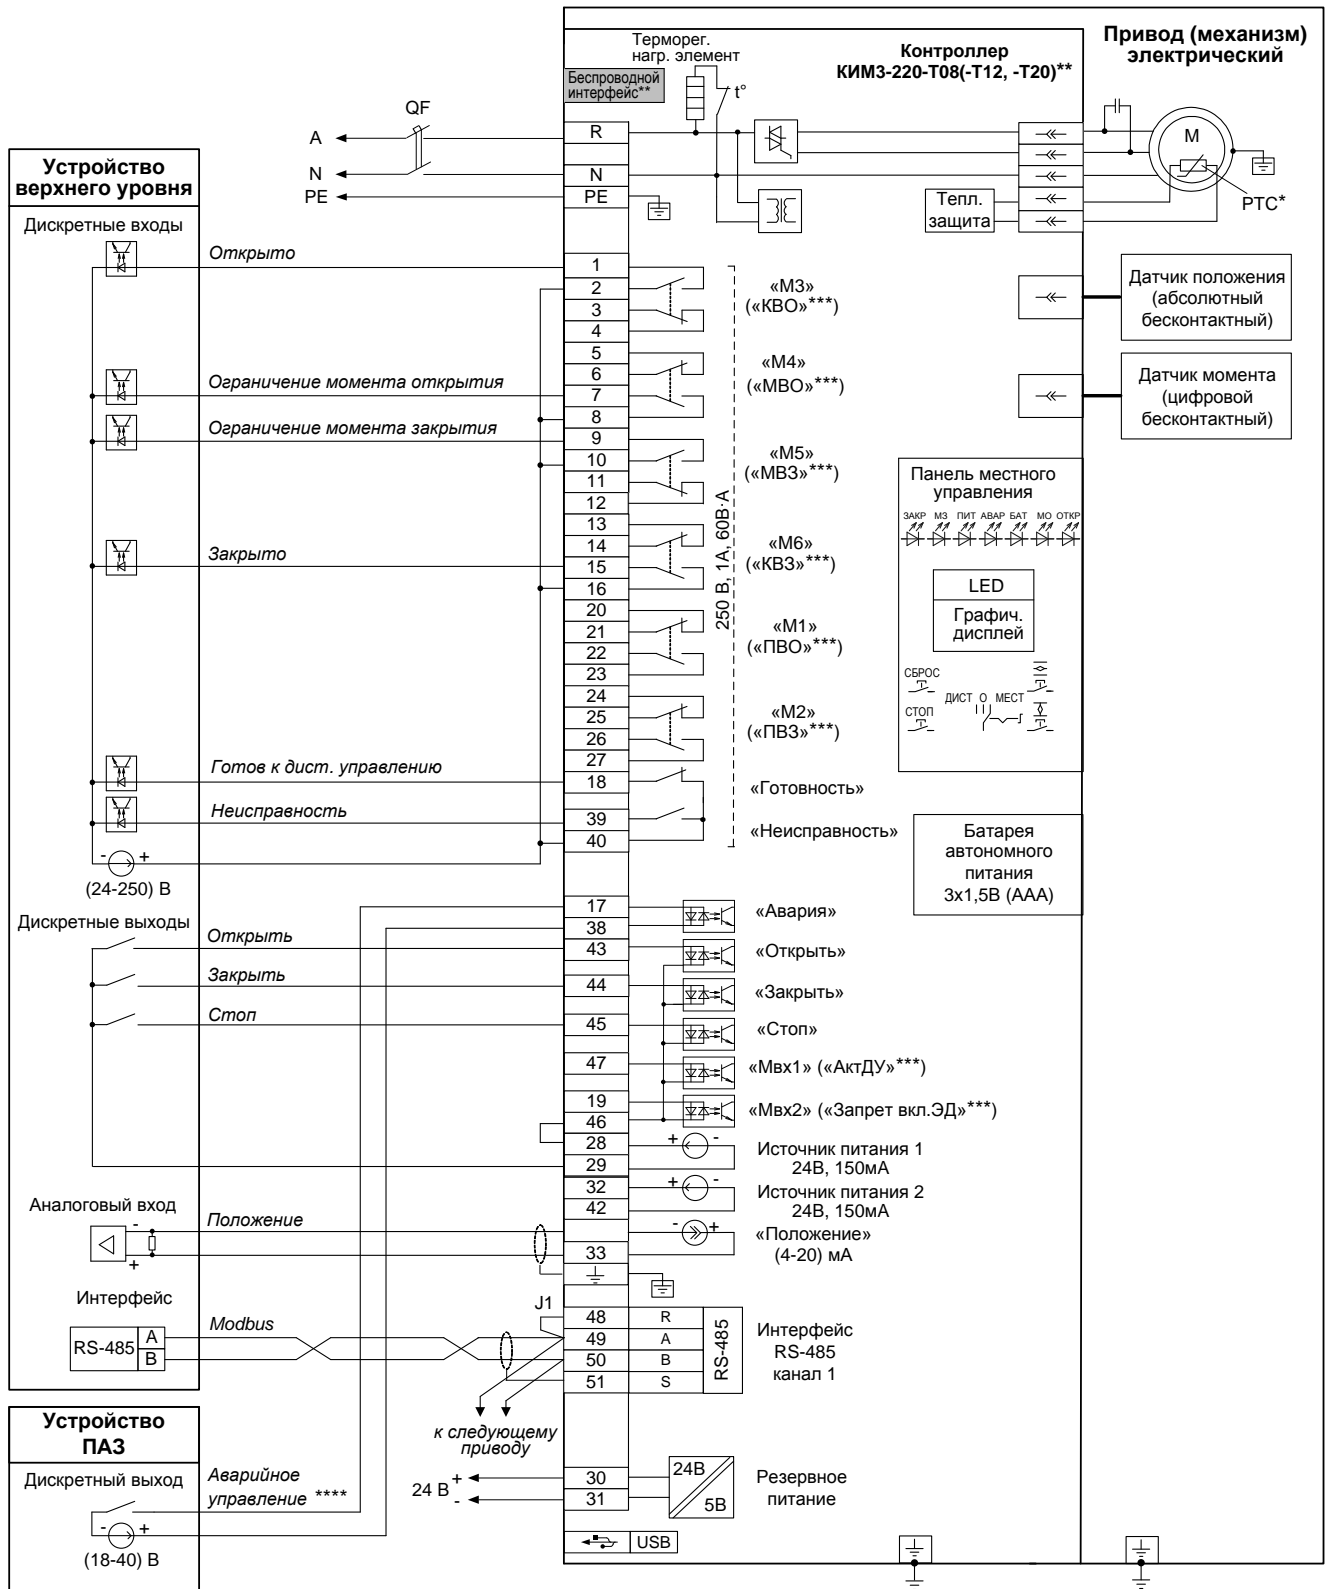 Привод (механизм)
электрический
Контроллер
КИМ3-220-Т08(-Т12, -Т20)**
Терморег.
нагр. элемент
Беспроводной
интерфейс**
t°
QF
A
N
PE
R
N
PE
M
PTC*
Тепл.
защита
Устройство
верхнего уровня
Дискретные входы
Открыто
Ограничение момента открытия
Ограничение момента закрытия
Закрыто
Готов к дист. управлению
Неисправность
- +
(24-250) В
1
2
3
4
5
6
7
8
9
10
11
12
13
14
15
16
20
21
22
23
24
25
26
27
18
39
40
«М3»
(«КВО»***)
«М4»
(«МВО»***)
«М5»
(«МВЗ»***)
«М6»
(«КВЗ»***)
«М1»
(«ПВО»***)
«М2»
(«ПВЗ»***)
«Готовность»
«Неисправность»
250 В, 1А, 60В·А
Датчик положения
(абсолютный
бесконтактный)
Датчик момента
(цифровой
бесконтактный)
Панель местного
управления
ЗАКР МЗ ПИТ АВАР БАТ МО ОТКР
LED
Графич.
дисплей
СБРОС
СТОП
ДИСТ О МЕСТ
Батарея
автономного
питания
3х1,5В (ААА)
Дискретные выходы
Открыть
Закрыть
Стоп
17
38
43
44
45
47
19
46
28
29
32
42
33
«Авария»
«Открыть»
«Закрыть»
«Стоп»
«Мвх1» («АктДУ»***)
«Мвх2» («Запрет вкл.ЭД»***)
+ -
Источник питания 1
24В, 150мА
+ -
Источник питания 2
24В, 150мА
- +
«Положение»
(4-20) мА
Аналоговый вход
-
+
Положение
Интерфейс
RS-485
A
B
Modbus
J1
48 R
49 A
50 B
51 S
RS-485
Интерфейс
RS-485
канал 1
к следующему
приводу
Устройство
ПАЗ
Дискретный выход
Аварийное
управление ****
- +
(18-40) В
24 В
+
-
30
31
24В
5В
Резервное
питание
USB